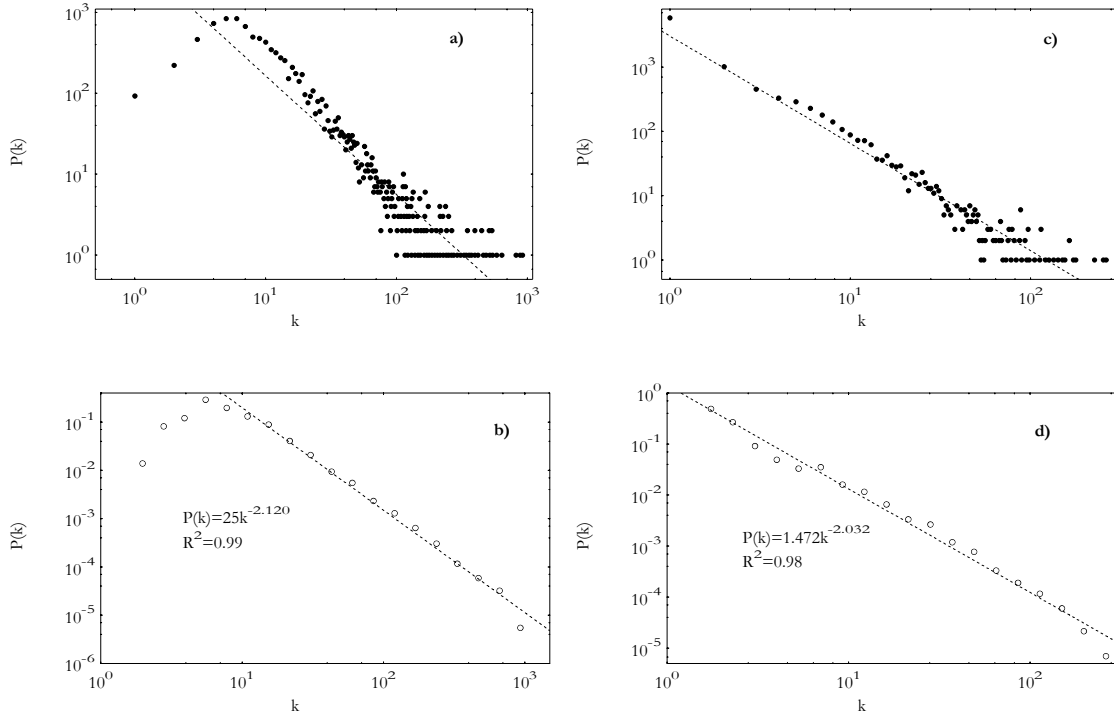 10^3
10^2
10^1
10^0
P(k)
a)
10^0 10^1 10^2 10^3
k
10^3
10^2
10^1
10^0
P(k)
c)
10^0 10^1 10^2
k
10^-1
10^-2
10^-3
10^-4
10^-5
10^-6
P(k)
b)
P(k)=25k^-2.120
R^2=0.99
10^0 10^1 10^2 10^3
k
10^0
10^-1
10^-2
10^-3
10^-4
10^-5
P(k)
d)
P(k)=1.472k^-2.032
R^2=0.98
10^0 10^1 10^2
k